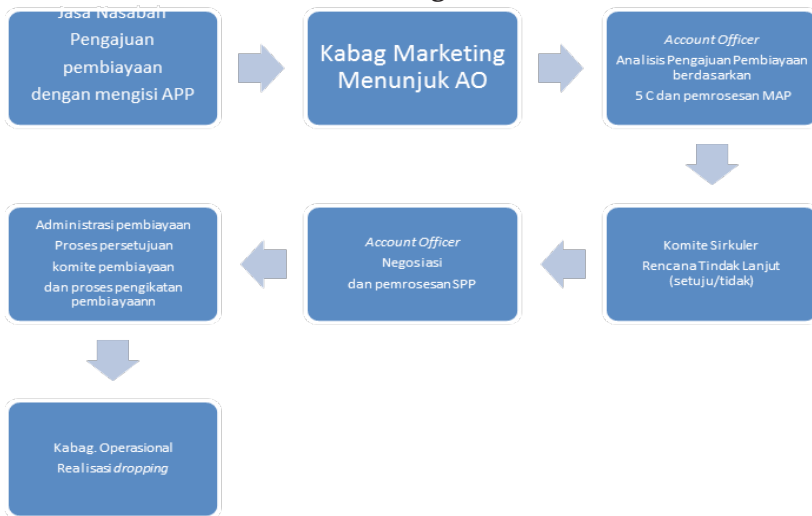 Jasa Nasabah
Pengajuan
pembiayaan
dengan mengisi APP
Kabag Marketing
Menunjuk AO
Account Officer
Analisis Pengajuan Pembiayaan
berdasarkan
5 C dan pemrosesan MAP
Komite Sirkuler
Rencana Tindak Lanjut
(setuju/tidak)
Account Officer
Negosiasi
dan pemrosesan SPP
Administrasi pembiayaan
Proses persetujuan
komite pembiayaan
dan proses pengikatan
pembiayaann
Kabag. Operasional
Realisasi dropping